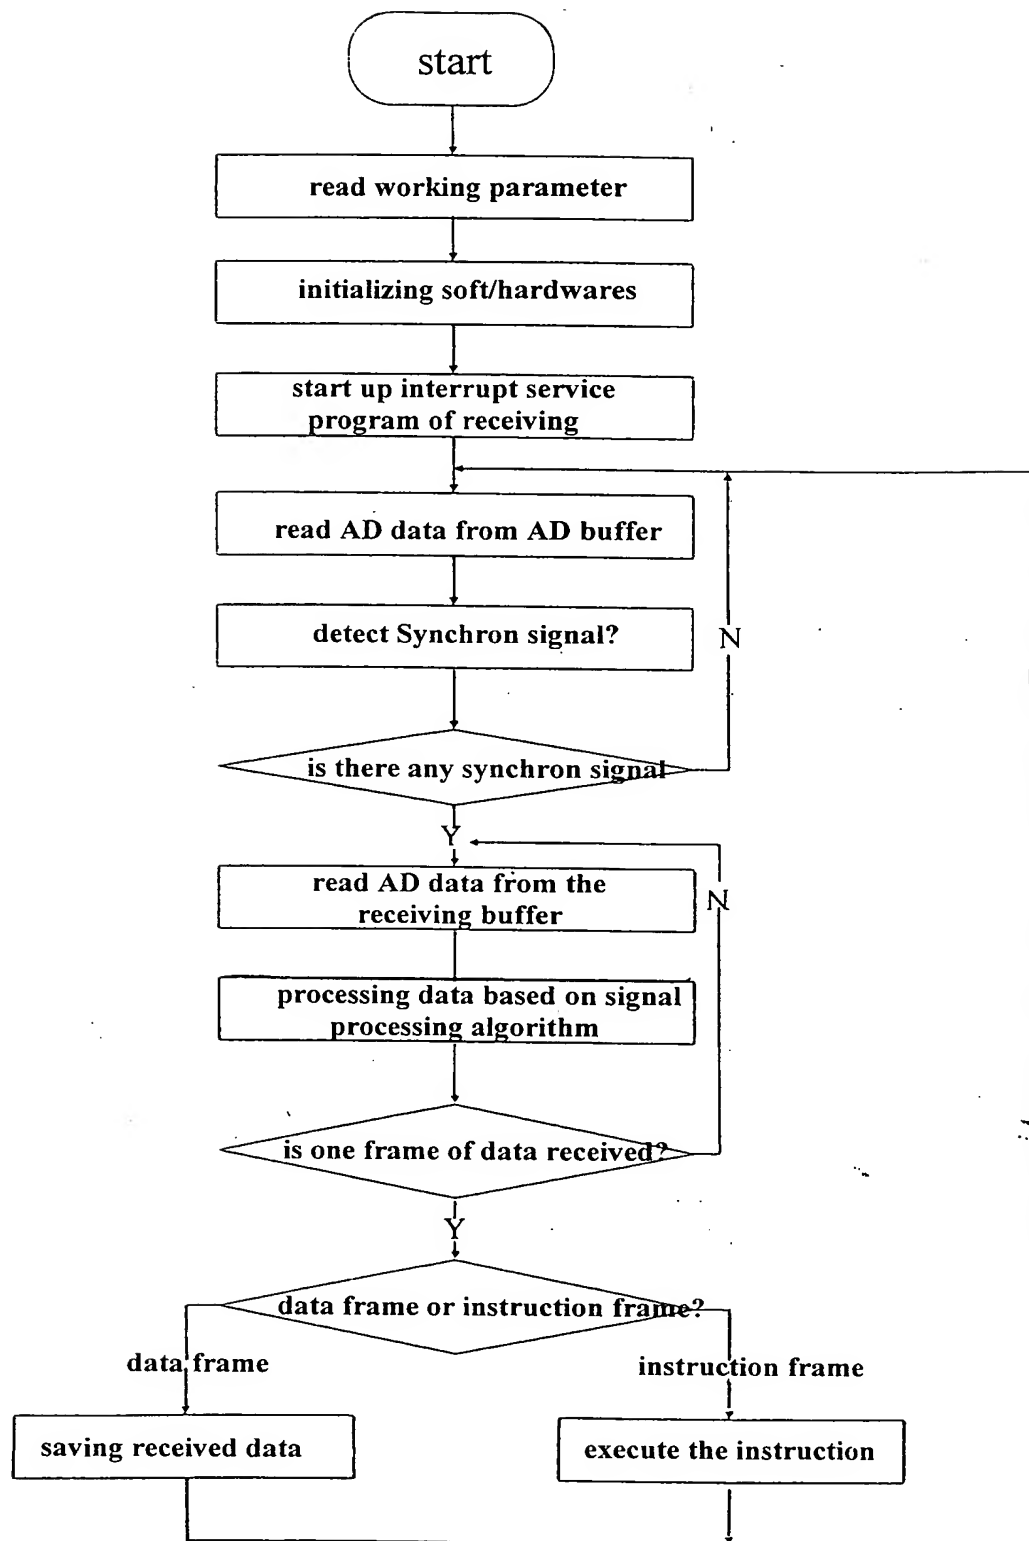 start
read working parameter
initializing soft/hardwares
start up interrupt service
program of receiving
read AD data from AD buffer
detect Synchron signal?
N
is there any synchron signal
Y
read AD data from the
receiving buffer
N
processing data based on signal
processing algorithm
is one frame of data received?
Y
data frame or instruction frame?
data frame
instruction frame
saving received data
execute the instruction